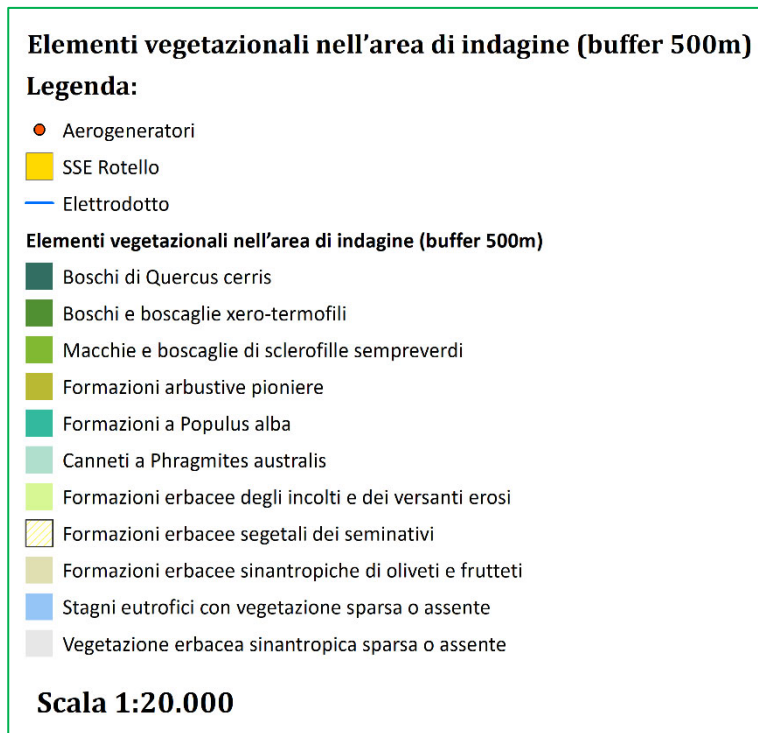 Elementi vegetazionali nell'area di indagine (buffer 500m)
Legenda:
Aerogeneratori
SSE Rotello
Elettrodotto
Elementi vegetazionali nell'area di indagine (buffer 500m)
Boschi di Quercus cerris
Boschi e boscaglie xero-termofili
Macchie e boscaglie di sclerofille sempreverdi
Formazioni arbustive pioniere
Formazioni a Populus alba
Canneti a Phragmites australis
Formazioni erbacee degli incolti e dei versanti erosi
Formazioni erbacee segetali dei seminativi
Formazioni erbacee sinantropiche di oliveti e frutteti
Stagni eutrofici con vegetazione sparsa o assente
Vegetazione erbacea sinantropica sparsa o assente
Scala 1:20.000